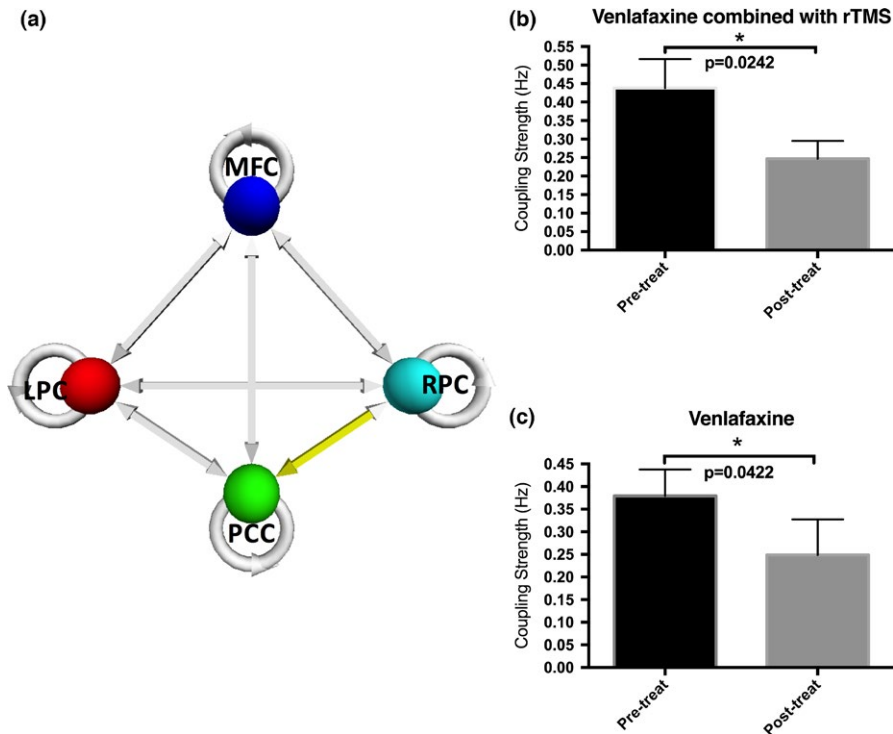 (a)
MFC
LPC
RPC
PCC
(b)
Venlafaxine combined with rTMS
*
p=0.0242
Coupling Strength (Hz)
0.55
0.50
0.45
0.40
0.35
0.30
0.25
0.20
0.15
0.10
0.05
0.00
Pre-treat
Post-treat
(c)
Venlafaxine
*
p=0.0422
Coupling Strength (Hz)
0.45
0.40
0.35
0.30
0.25
0.20
0.15
0.10
0.05
0.00
Pre-treat
Post-treat